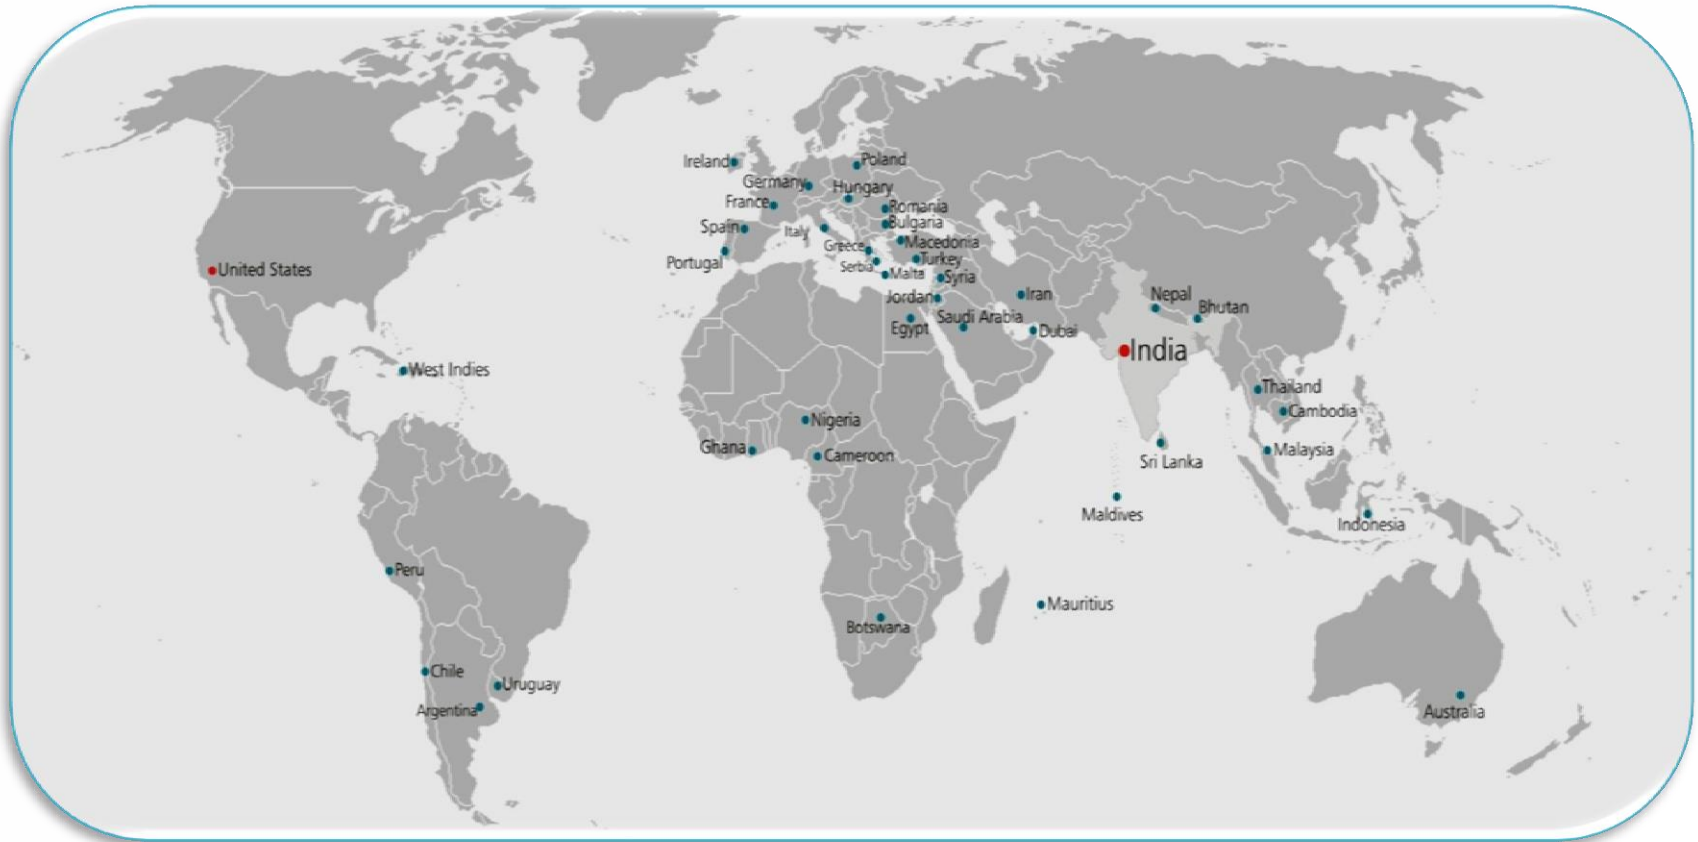 Ireland
Poland
Germany
Hungary
France
Romania
Bulgaria
Spain
Italy
Greece
Macedonia
Portugal
Serbia
Turkey
Malta
Syria
United States
Jordan
Iran
Nepal
Bhutan
Egypt
Saudi Arabia
Dubai
India
West Indies
Thailand
Cambodia
Nigeria
Ghana
Cameroon
Malaysia
Sri Lanka
Maldives
Indonesia
Peru
Mauritius
Botswana
Chile
Uruguay
Argentina
Australia